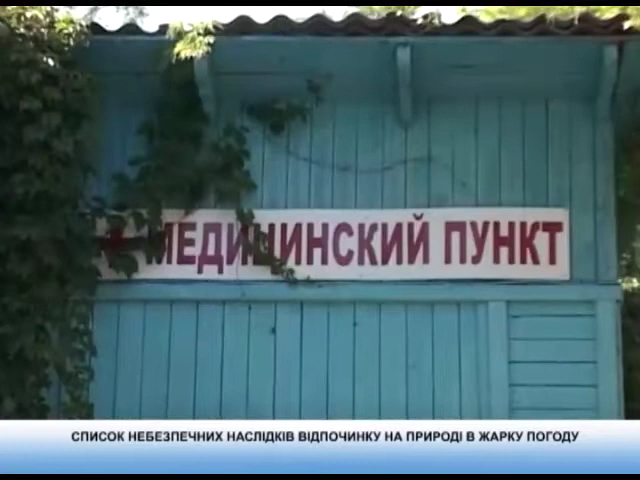 МЕДИЦИНСКИЙ ПУНКТ
СПИСОК НЕБЕЗПЕЧНИХ НАСЛІДКІВ ВІДПОЧИНКУ НА ПРИРОДІ В ЖАРКУ ПОГОДУ